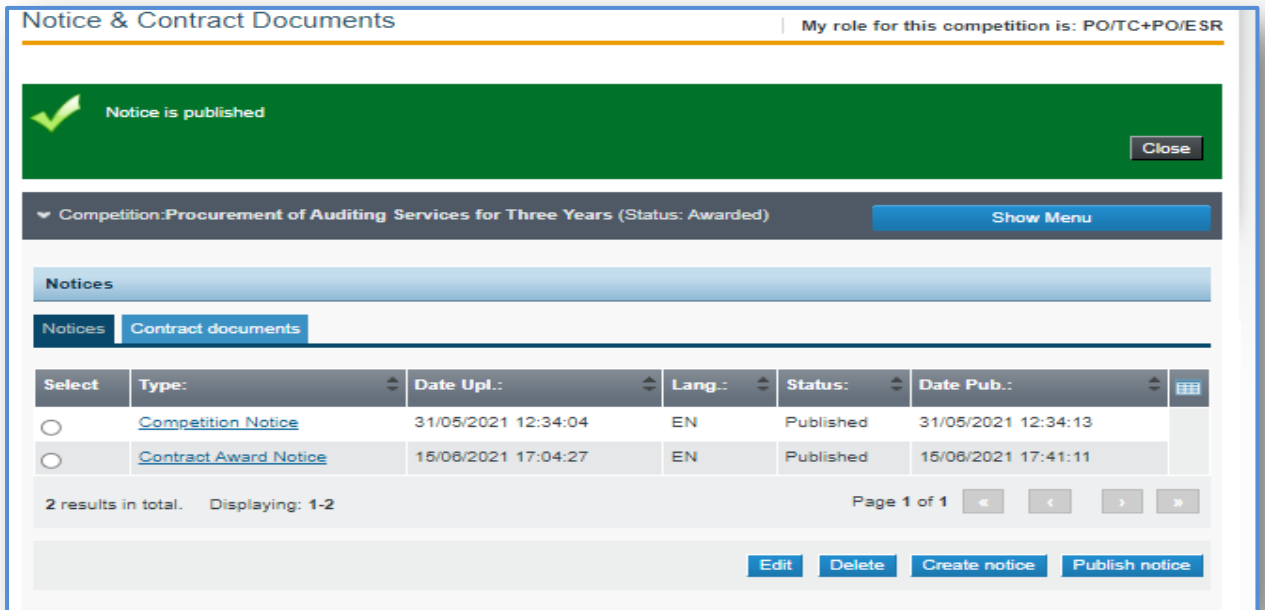 Notice & Contract Documents
My role for this competition is: PO/TC+PO/ESR
Notice is published
Close
Competition:Procurement of Auditing Services for Three Years (Status: Awarded)
Show Menu
Notices
Notices Contract documents
Select Type: Date Upl.: Lang.: Status: Date Pub.:
Competition Notice 31/05/2021 12:34:04 EN Published 31/05/2021 12:34:13
Contract Award Notice 15/06/2021 17:04:27 EN Published 15/06/2021 17:41:11
2 results in total. Displaying: 1-2 Page 1 of 1 « ‹ › »
Edit Delete Create notice Publish notice